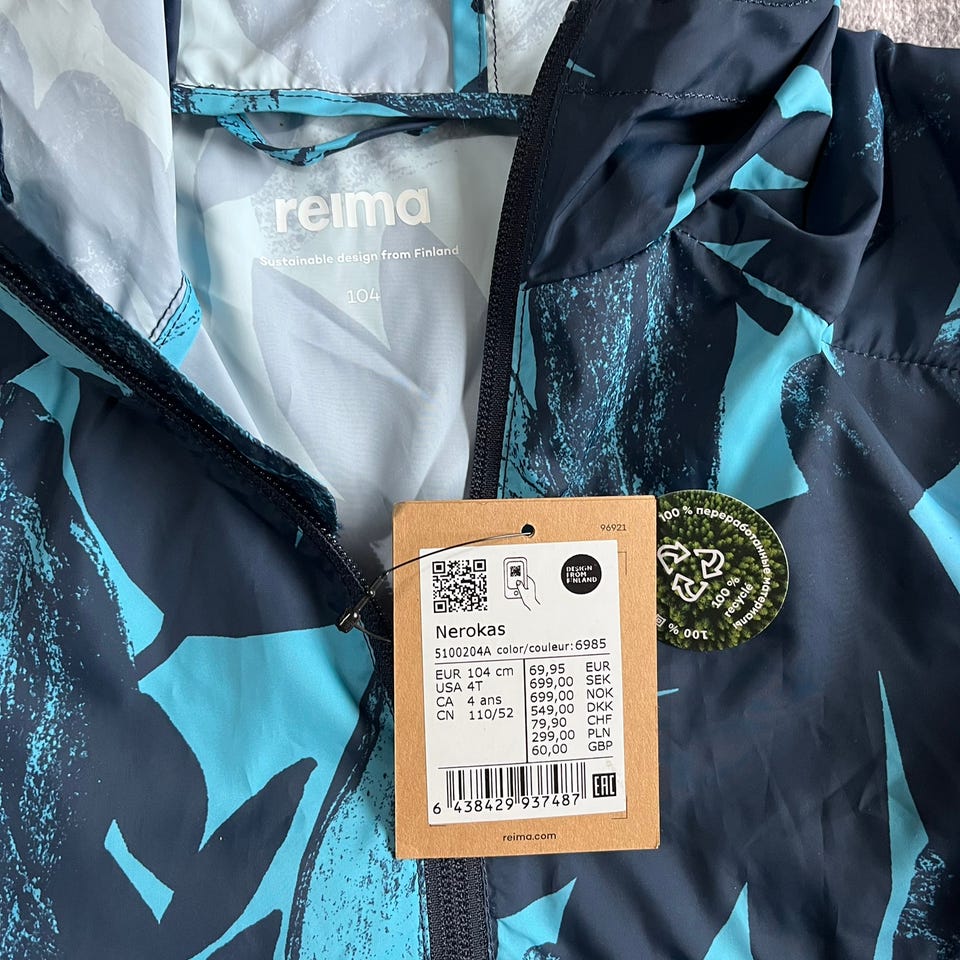 reima
Sustainable design from Finland
104
96921
DESIGN
FROM
FINLAND
Nerokas
5100204A color/couleur:6985
EUR 104 cm
USA 4T
CA 4 ans
CN 110/52
69,95 EUR
699,00 SEK
699,00 NOK
549,00 DKK
79,90 CHF
299,00 PLN
60,00 GBP
6 438429 937487
EAC
reima.com
100 % переработанные материалы
100 %
100 % recycle